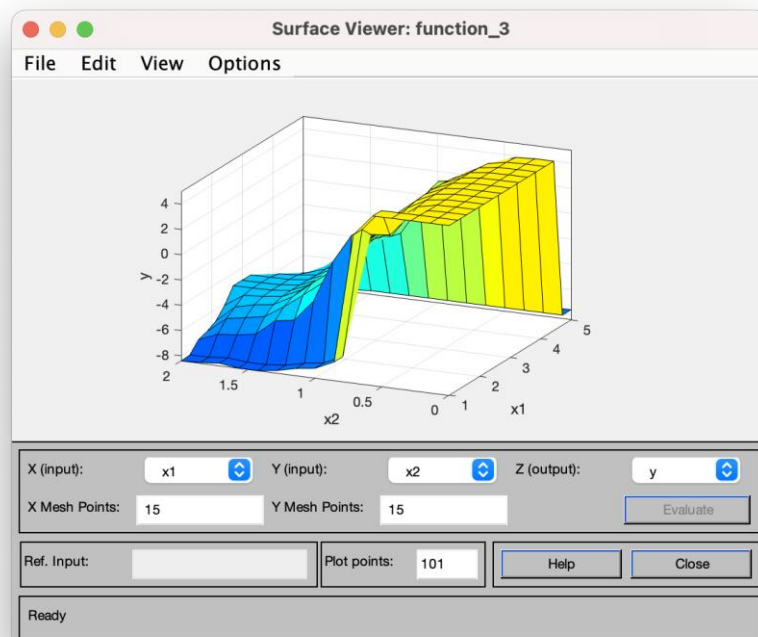 Surface Viewer: function_3
File Edit View Options
4
2
0
-2
-4
-6
-8
y
2
1.5
1
0.5
0
x2
1
2
3
4
5
x1
X (input): x1 Y (input): x2 Z (output): y
X Mesh Points: 15 Y Mesh Points: 15 Evaluate
Ref. Input: Plot points: 101 Help Close
Ready